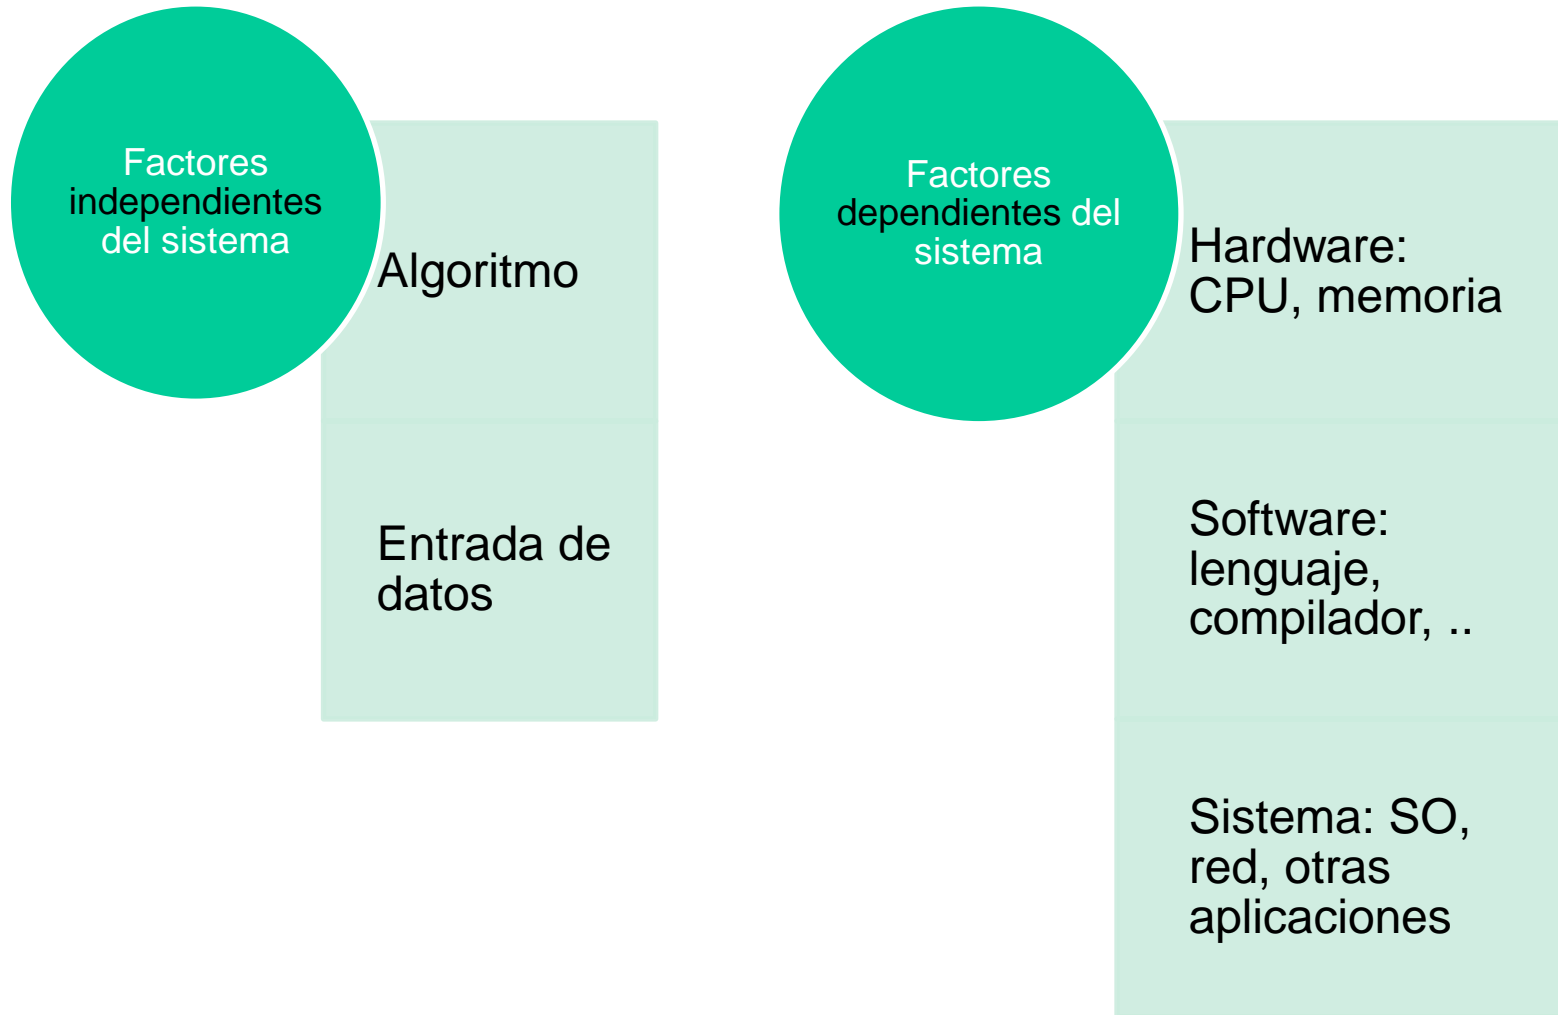 Factores
independientes
del sistema
Algoritmo
Entrada de
datos
Factores
dependientes del
sistema
Hardware:
CPU, memoria
Software:
lenguaje,
compilador, ..
Sistema: SO,
red, otras
aplicaciones